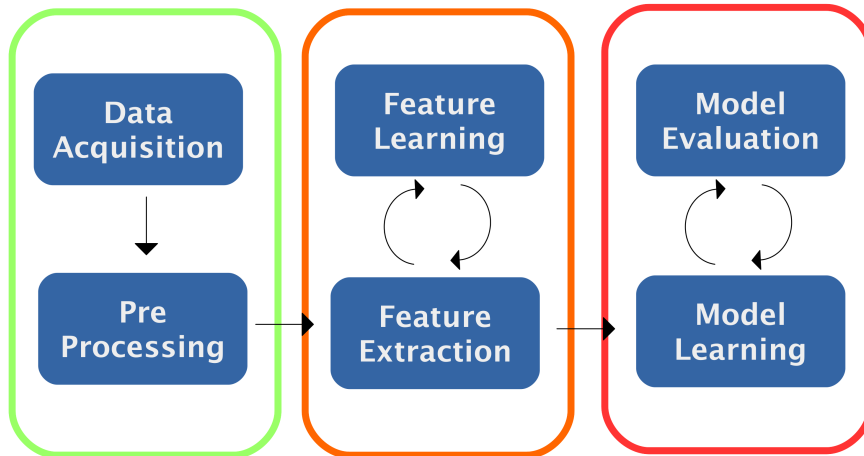 Data
Acquisition
Pre
Processing
Feature
Learning
Feature
Extraction
Model
Evaluation
Model
Learning